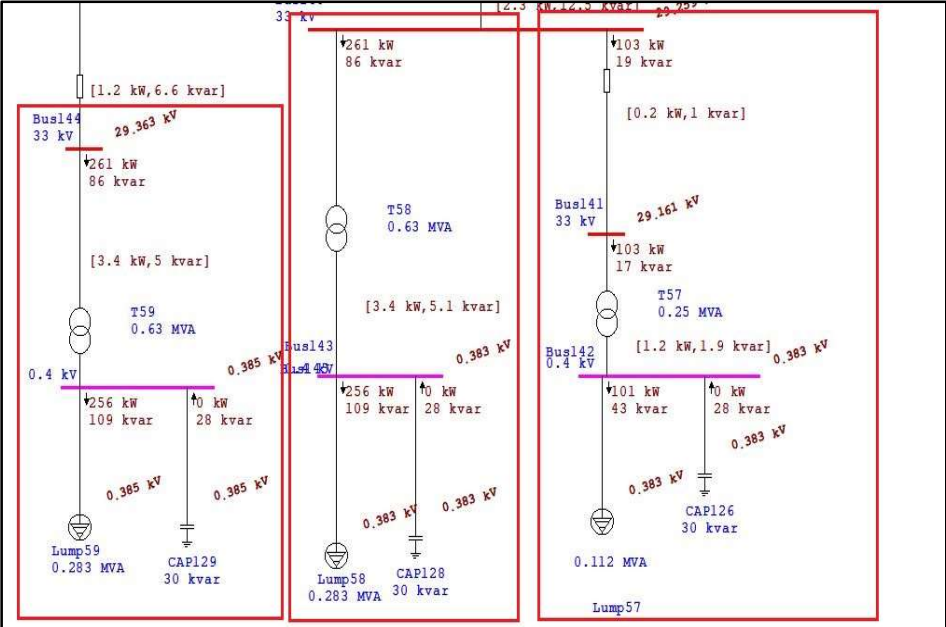 33 kV
[2.3 kW,12.5 kvar]
[1.2 kW,6.6 kvar]
Bus144
33 kV
29.363 kV
261 kW
86 kvar
[3.4 kW,5 kvar]
T59
0.63 MVA
0.4 kV
0.385 kV
256 kW
109 kvar
0 kW
28 kvar
0.385 kV
0.385 kV
Lump59
0.283 MVA
CAP129
30 kvar
261 kW
86 kvar
T58
0.63 MVA
[3.4 kW,5.1 kvar]
Bus143
0.383 kV
256 kW
109 kvar
0 kW
28 kvar
0.383 kV
0.383 kV
Lump58
0.283 MVA
CAP128
30 kvar
103 kW
19 kvar
[0.2 kW,1 kvar]
Bus141
33 kV
29.161 kV
103 kW
17 kvar
T57
0.25 MVA
[1.2 kW,1.9 kvar]
Bus142
0.4 kV
0.383 kV
101 kW
43 kvar
0 kW
28 kvar
0.383 kV
0.383 kV
CAP126
30 kvar
0.112 MVA
Lump57